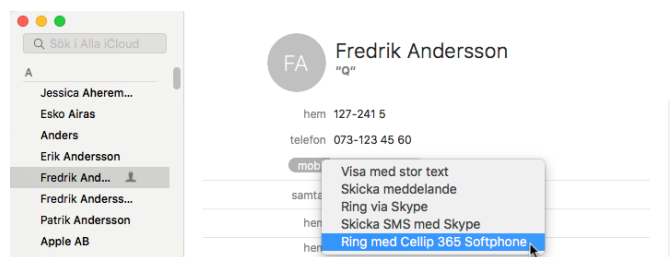 Sök i Alla iCloud
A
Jessica Aherem...
Esko Airas
Anders
Erik Andersson
Fredrik And...
Fredrik Anderss...
Patrik Andersson
Apple AB
FA
Fredrik Andersson
"Q"
hem 127-241 5
telefon 073-123 45 60
mob
samta
hem
hem
Visa med stor text
Skicka meddelande
Ring via Skype
Skicka SMS med Skype
Ring med Cellip 365 Softphone